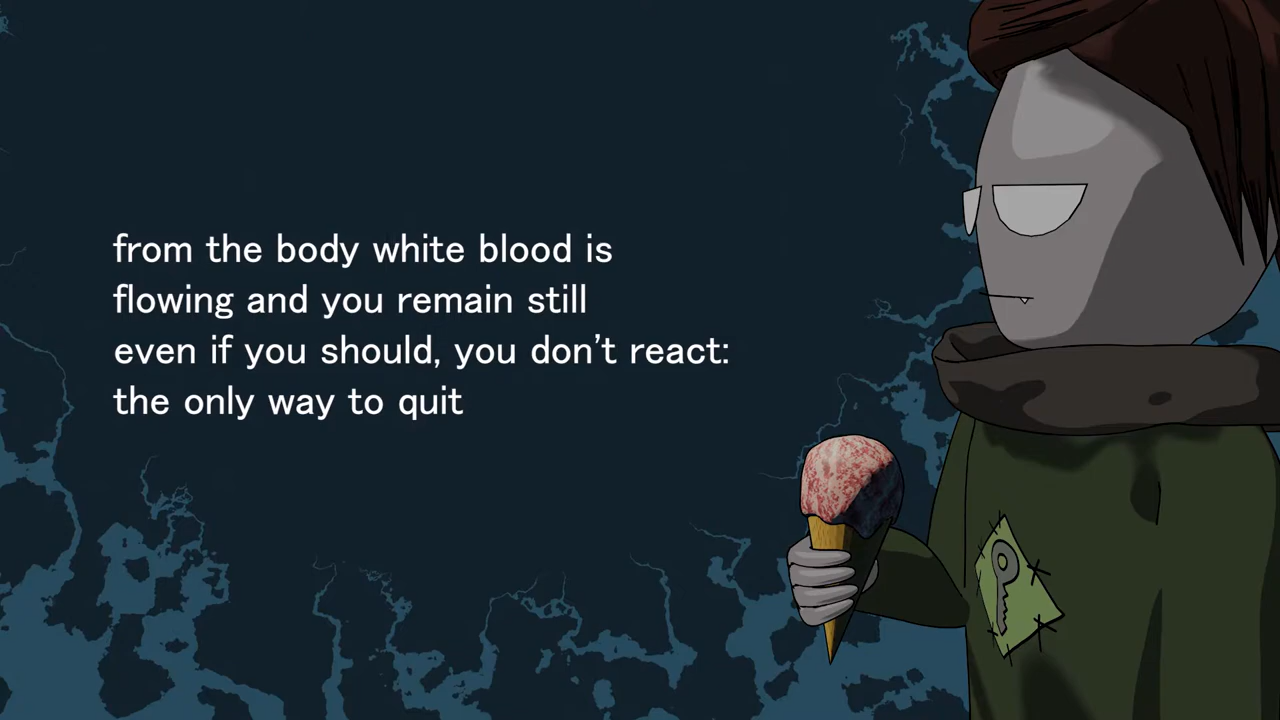 from the body white blood is
flowing and you remain still
even if you should, you don't react:
the only way to quit